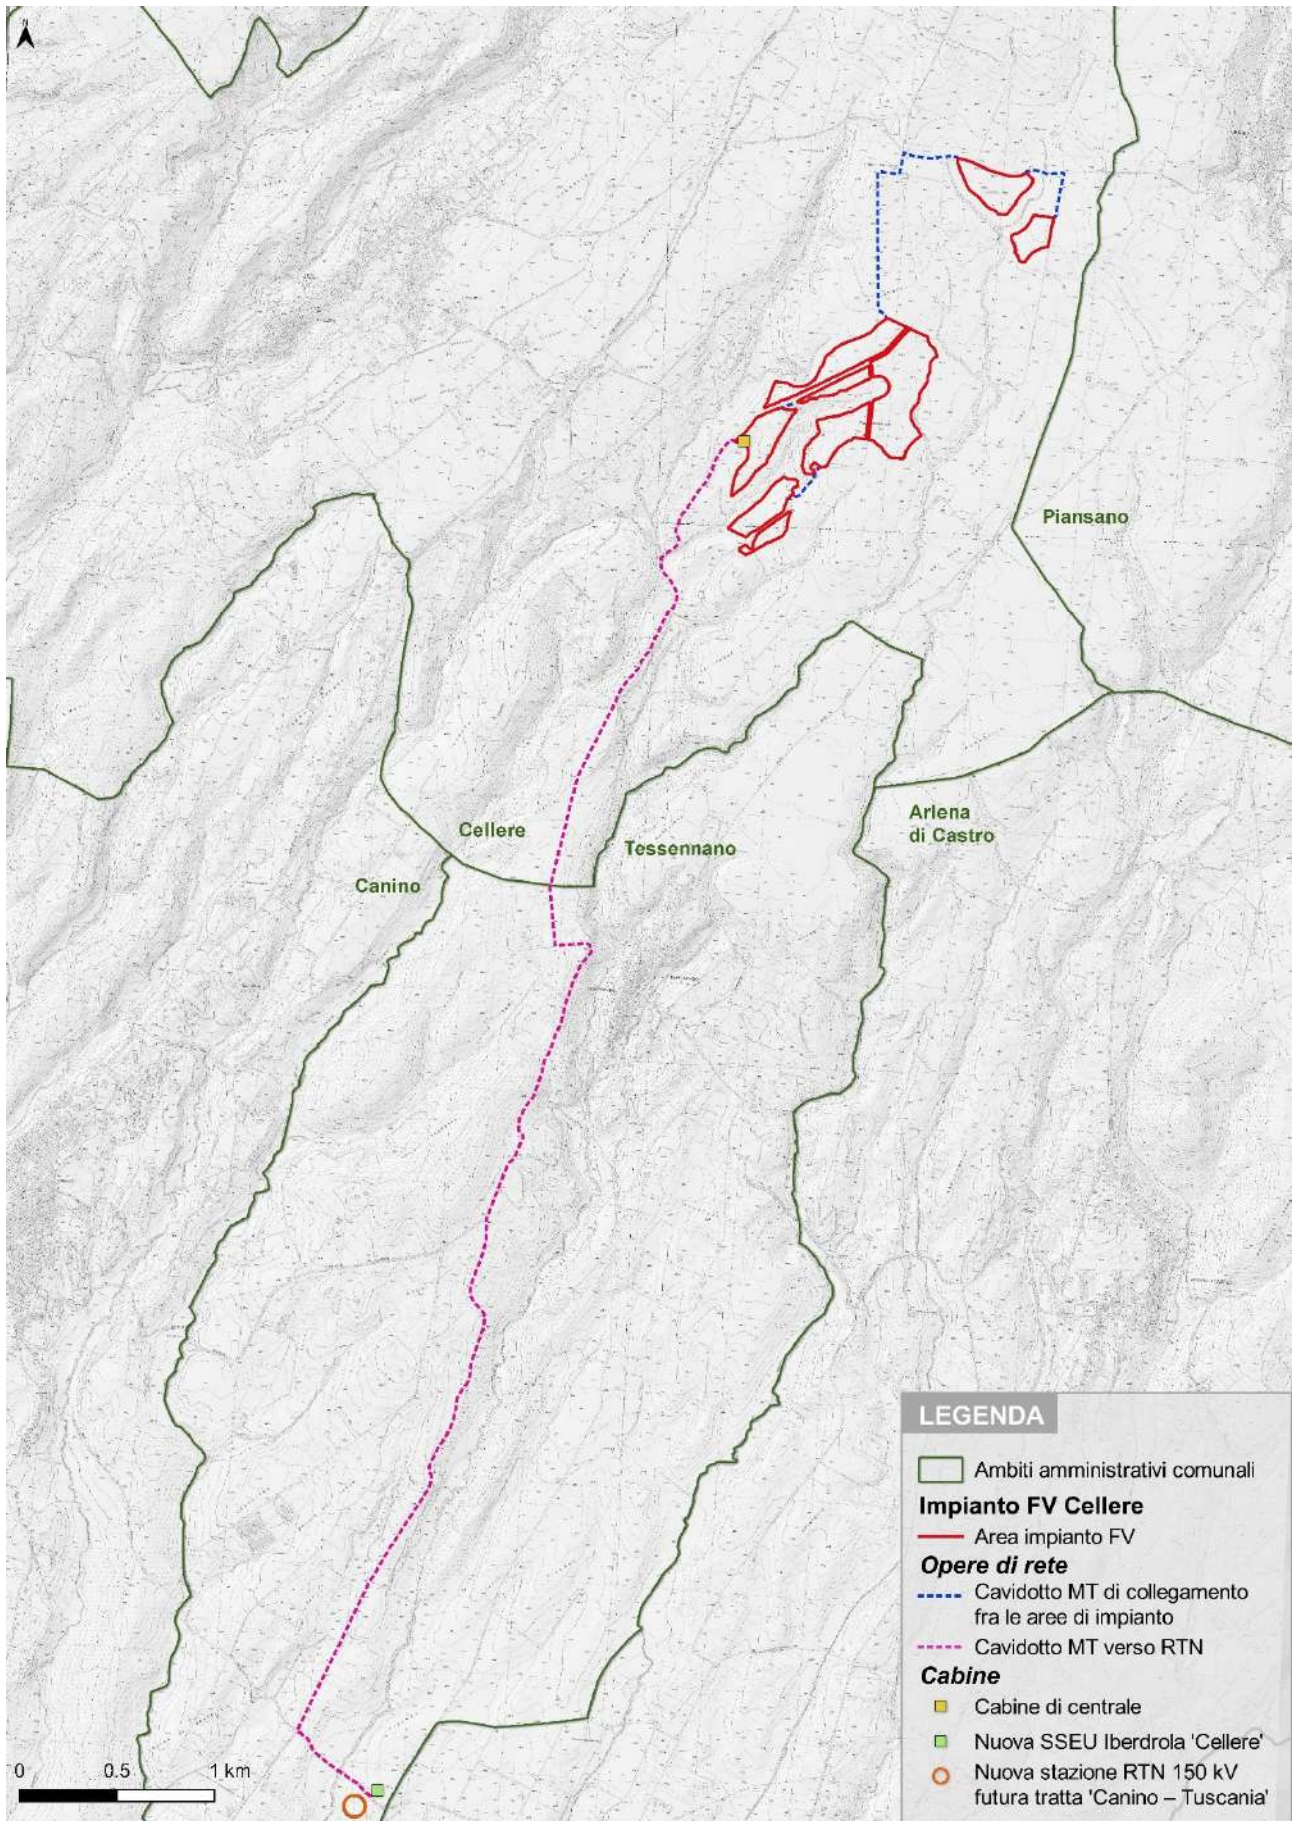 N
Piansano
Arlena
di Castro
Cellere
Tessennano
Canino
LEGENDA
Ambiti amministrativi comunali
Impianto FV Cellere
Area impianto FV
Opere di rete
Cavidotto MT di collegamento
fra le aree di impianto
Cavidotto MT verso RTN
Cabine
Cabine di centrale
Nuova SSEU Iberdrola 'Cellere'
Nuova stazione RTN 150 kV
futura tratta 'Canino – Tuscania'
0 0.5 1 km